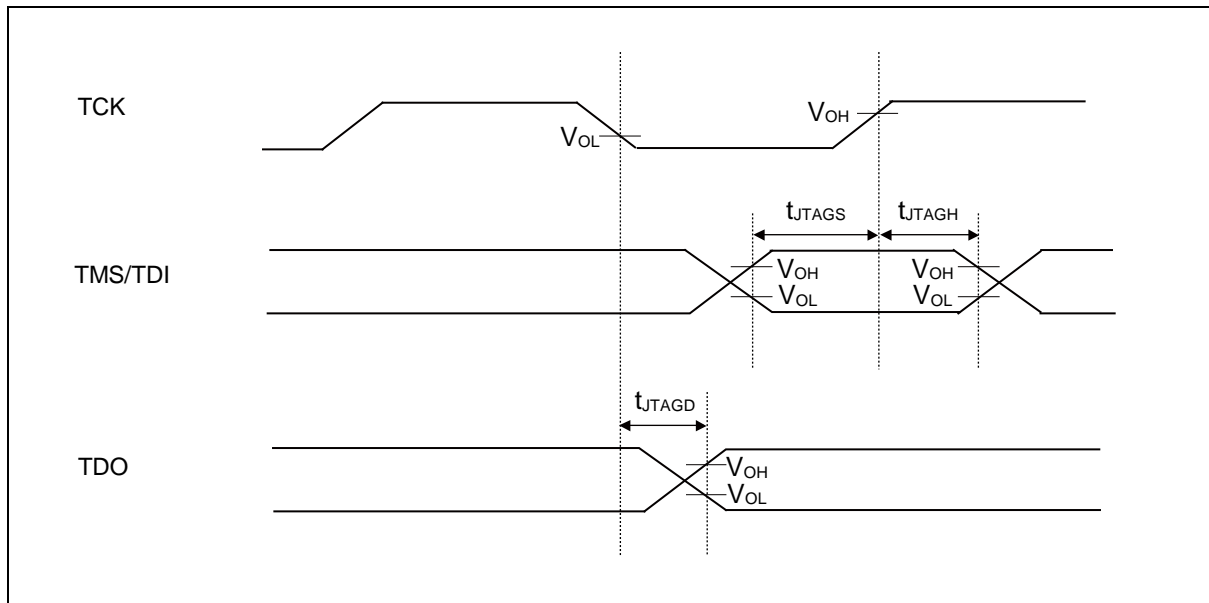 TCK
VOL
VOH
tJTAGS
tJTAGH
TMS/TDI
VOH
VOL
VOH
VOL
tJTAGD
TDO
VOH
VOL